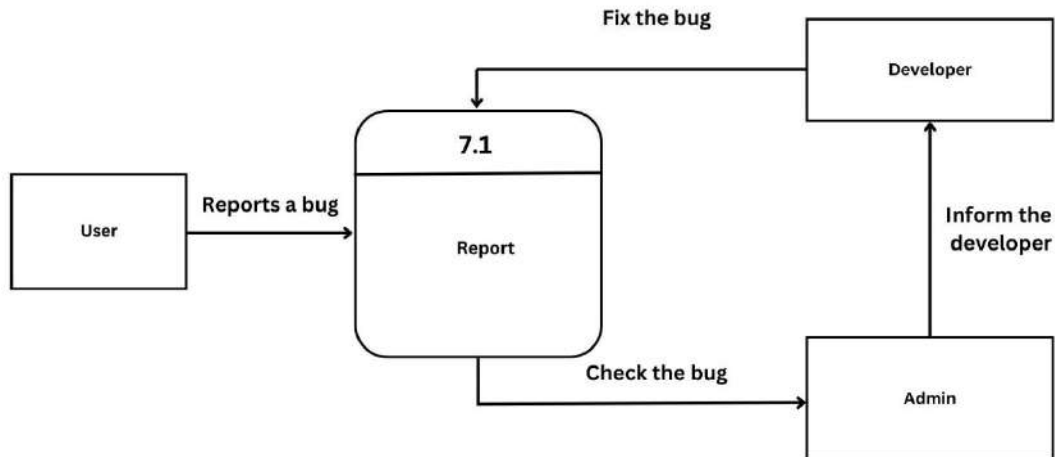 Fix the bug
Developer
7.1
Reports a bug
User
Report
Inform the
developer
Check the bug
Admin